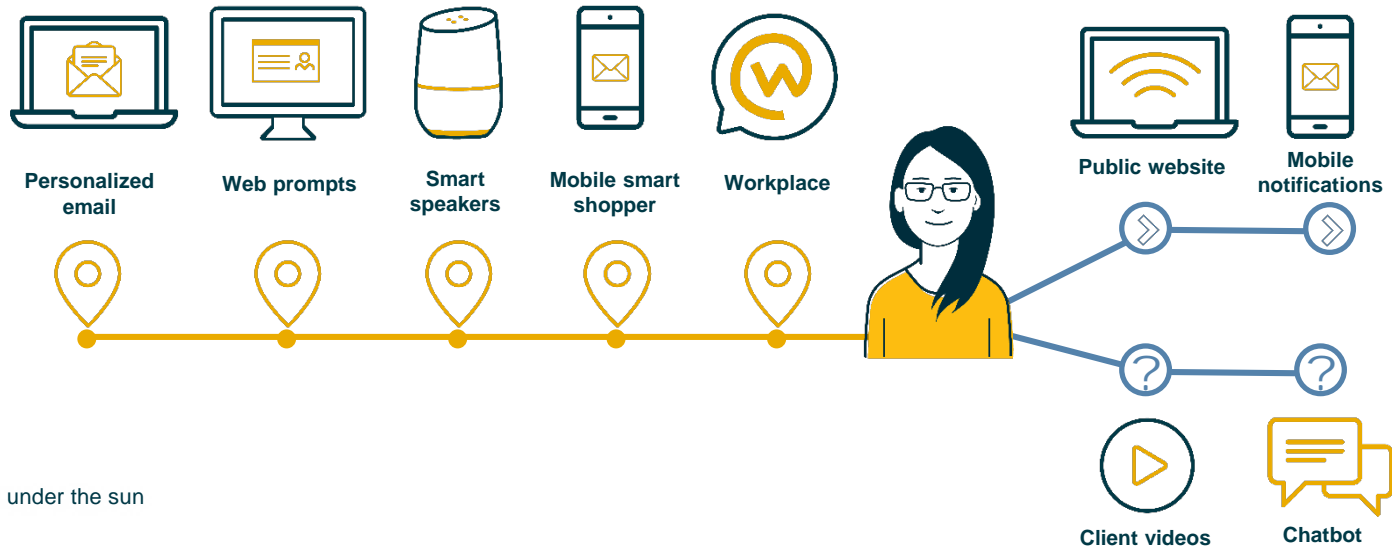 Personalized
email
Web prompts
Smart
speakers
Mobile smart
shopper
Workplace
Public website
Mobile
notifications
?
?
under the sun
Client videos
Chatbot